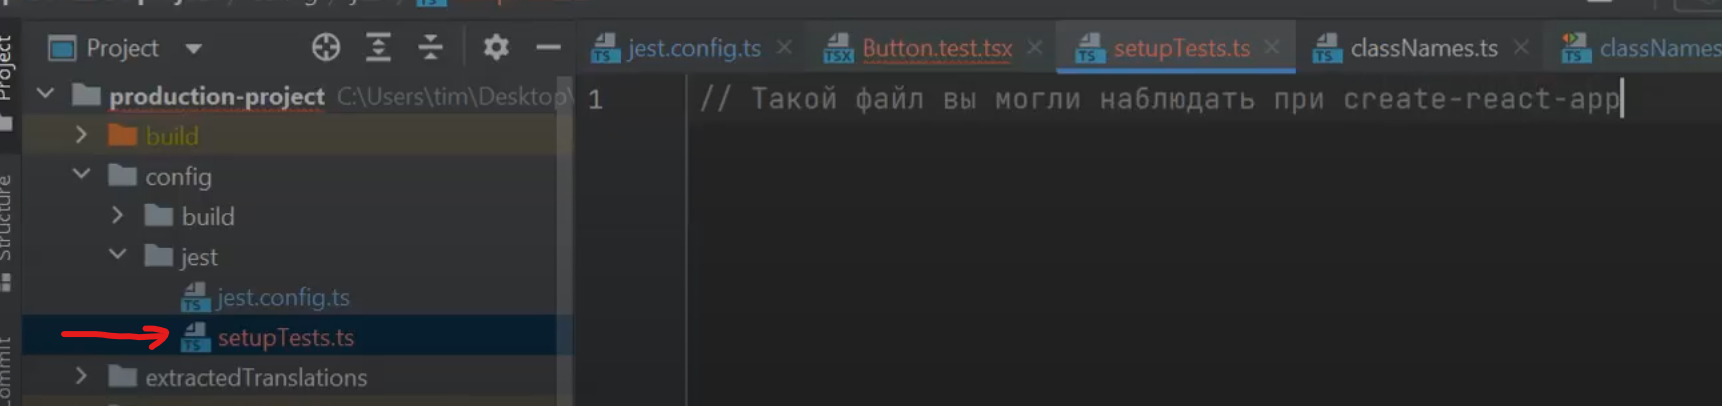 Project
jest.config.ts
Button.test.tsx
setupTests.ts
classNames.ts
classNames
Project
production-project C:\Users\tim\Desktop\
1 // Такой файл вы могли наблюдать при create-react-app
build
config
build
Structure
jest
jest.config.ts
setupTests.ts
extractedTranslations